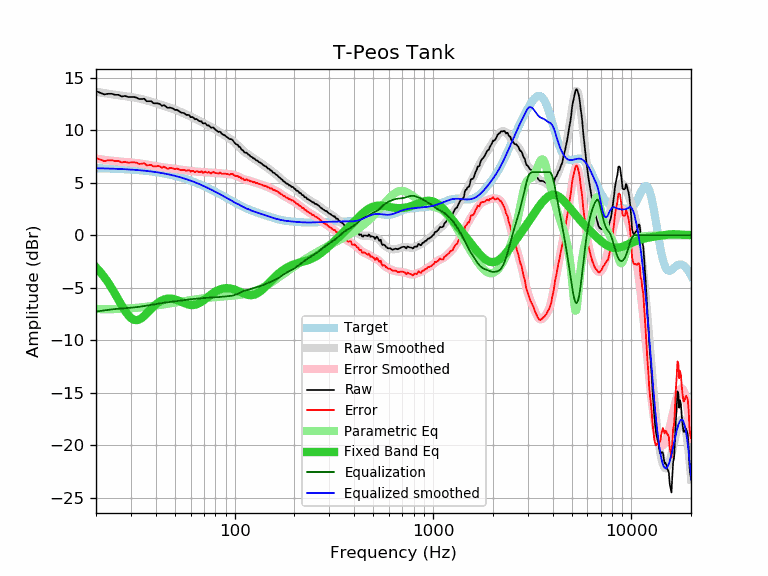 T-Peos Tank
15
10
5
0
−5
−10
−15
−20
−25
Amplitude (dBr)
Target
Raw Smoothed
Error Smoothed
Raw
Error
Parametric Eq
Fixed Band Eq
Equalization
Equalized smoothed
100
1000
10000
Frequency (Hz)